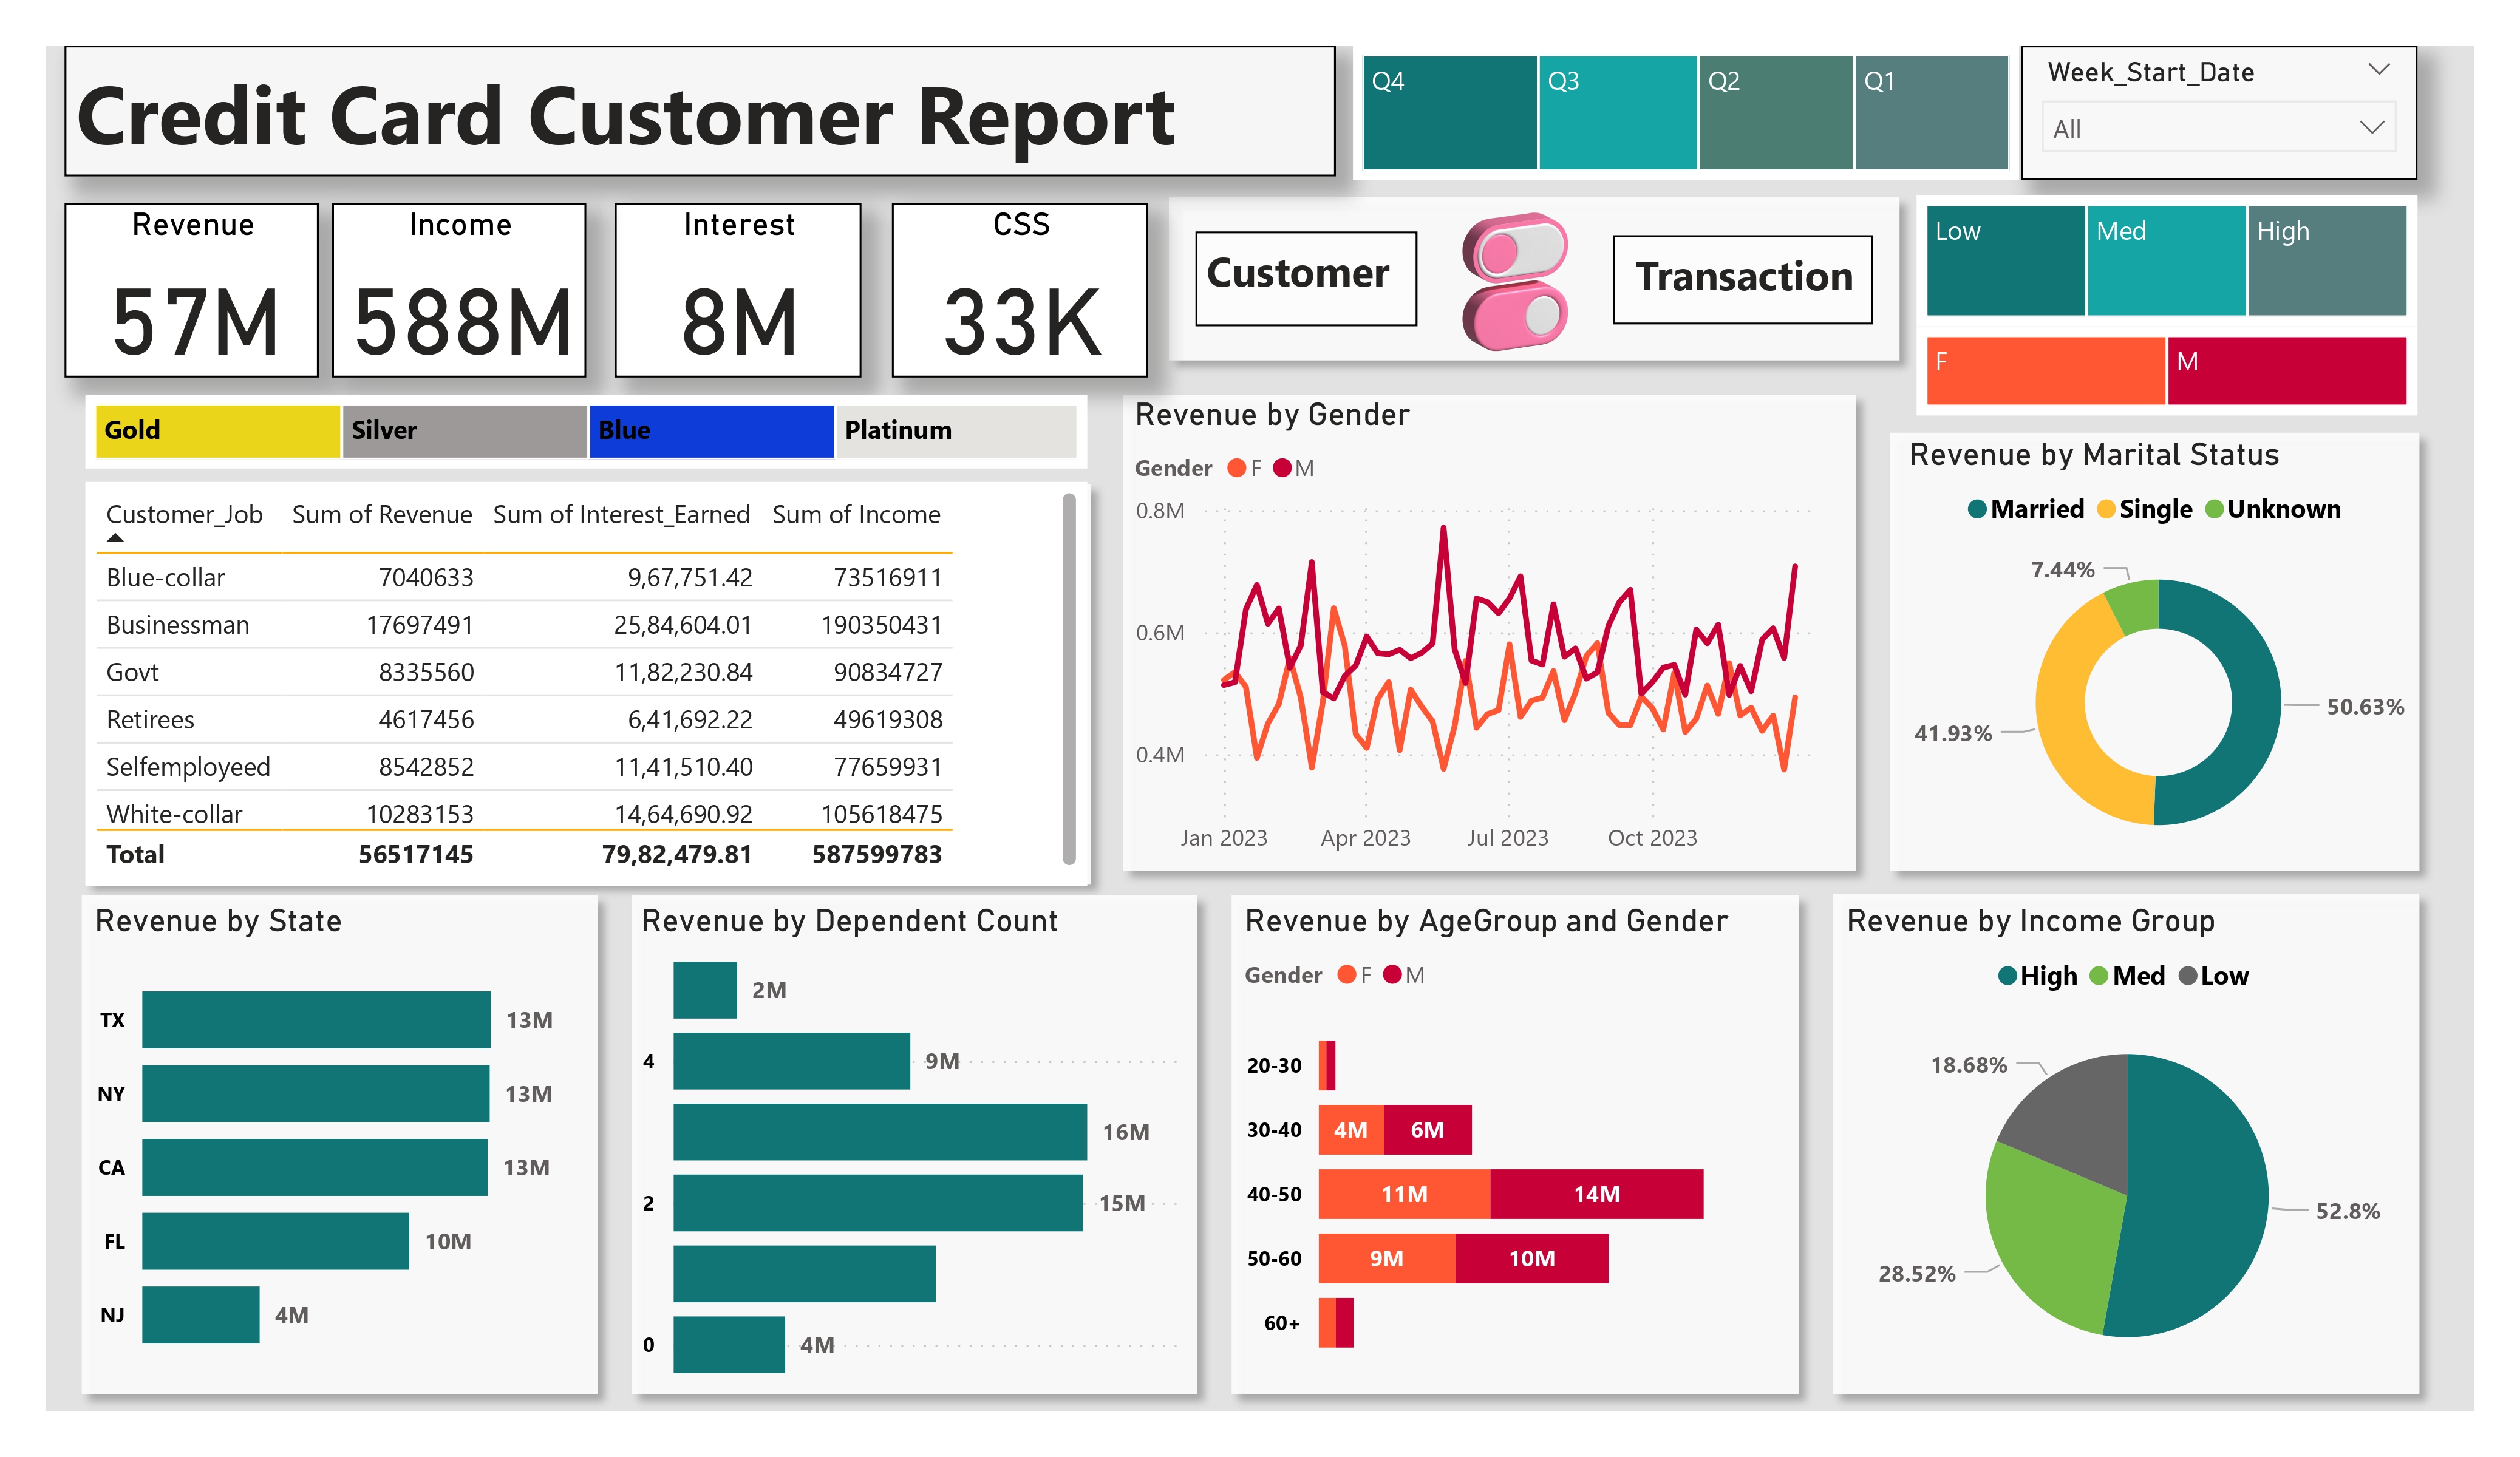 Credit Card Customer Report
Q4 Q3 Q2 Q1
Week_Start_Date
All
Revenue
57M
Income
588M
Interest
8M
CSS
33K
Customer
Transaction
Low Med High
F M
Gold Silver Blue Platinum
Customer_Job Sum of Revenue Sum of Interest_Earned Sum of Income
Blue-collar 7040633 9,67,751.42 73516911
Businessman 17697491 25,84,604.01 190350431
Govt 8335560 11,82,230.84 90834727
Retirees 4617456 6,41,692.22 49619308
Selfemployeed 8542852 11,41,510.40 77659931
White-collar 10283153 14,64,690.92 105618475
Total 56517145 79,82,479.81 587599783
Revenue by Gender
Gender F M
0.8M
0.6M
0.4M
Jan 2023 Apr 2023 Jul 2023 Oct 2023
Revenue by Marital Status
Married Single Unknown
7.44%
50.63%
41.93%
Revenue by State
TX 13M
NY 13M
CA 13M
FL 10M
NJ 4M
Revenue by Dependent Count
2M
4 9M
16M
2 15M
0 4M
Revenue by AgeGroup and Gender
Gender F M
20-30
30-40 4M 6M
40-50 11M 14M
50-60 9M 10M
60+
Revenue by Income Group
High Med Low
18.68%
52.8%
28.52%